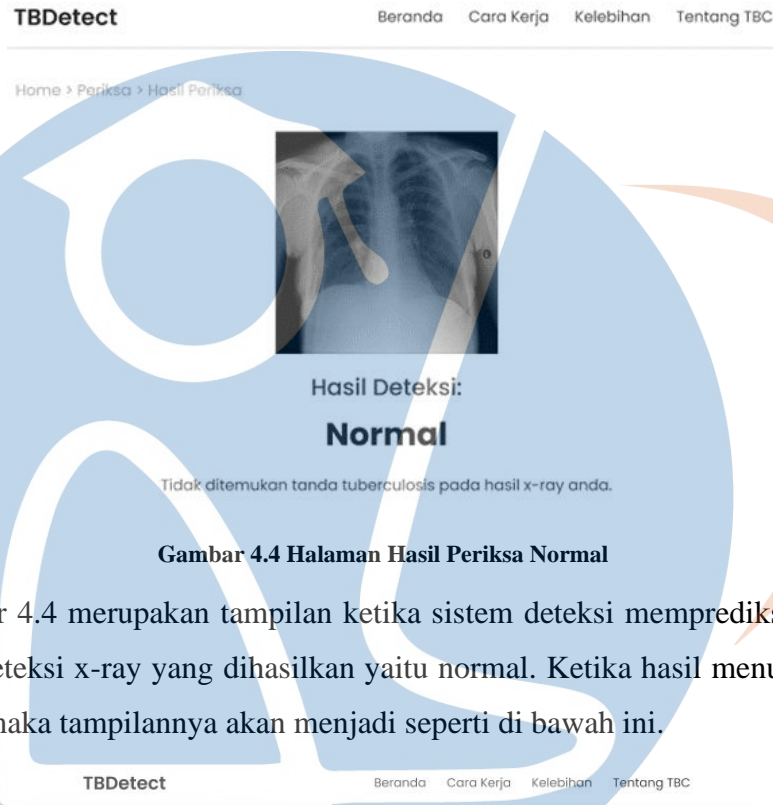 TBDetect Beranda Cara Kerja Kelebihan Tentang TBC
Home > Periksa > Hasil Periksa
Hasil Deteksi:
Normal
Tidak ditemukan tanda tuberculosis pada hasil x-ray anda.
Gambar 4.4 Halaman Hasil Periksa Normal
4.4 merupakan tampilan ketika sistem deteksi
x-ray yang dihasilkan yaitu normal. Ketika hasil
maka tampilannya akan menjadi seperti di bawah ini.
TBDetect Beranda Cara Kerja Kelebihan Tentang TBC